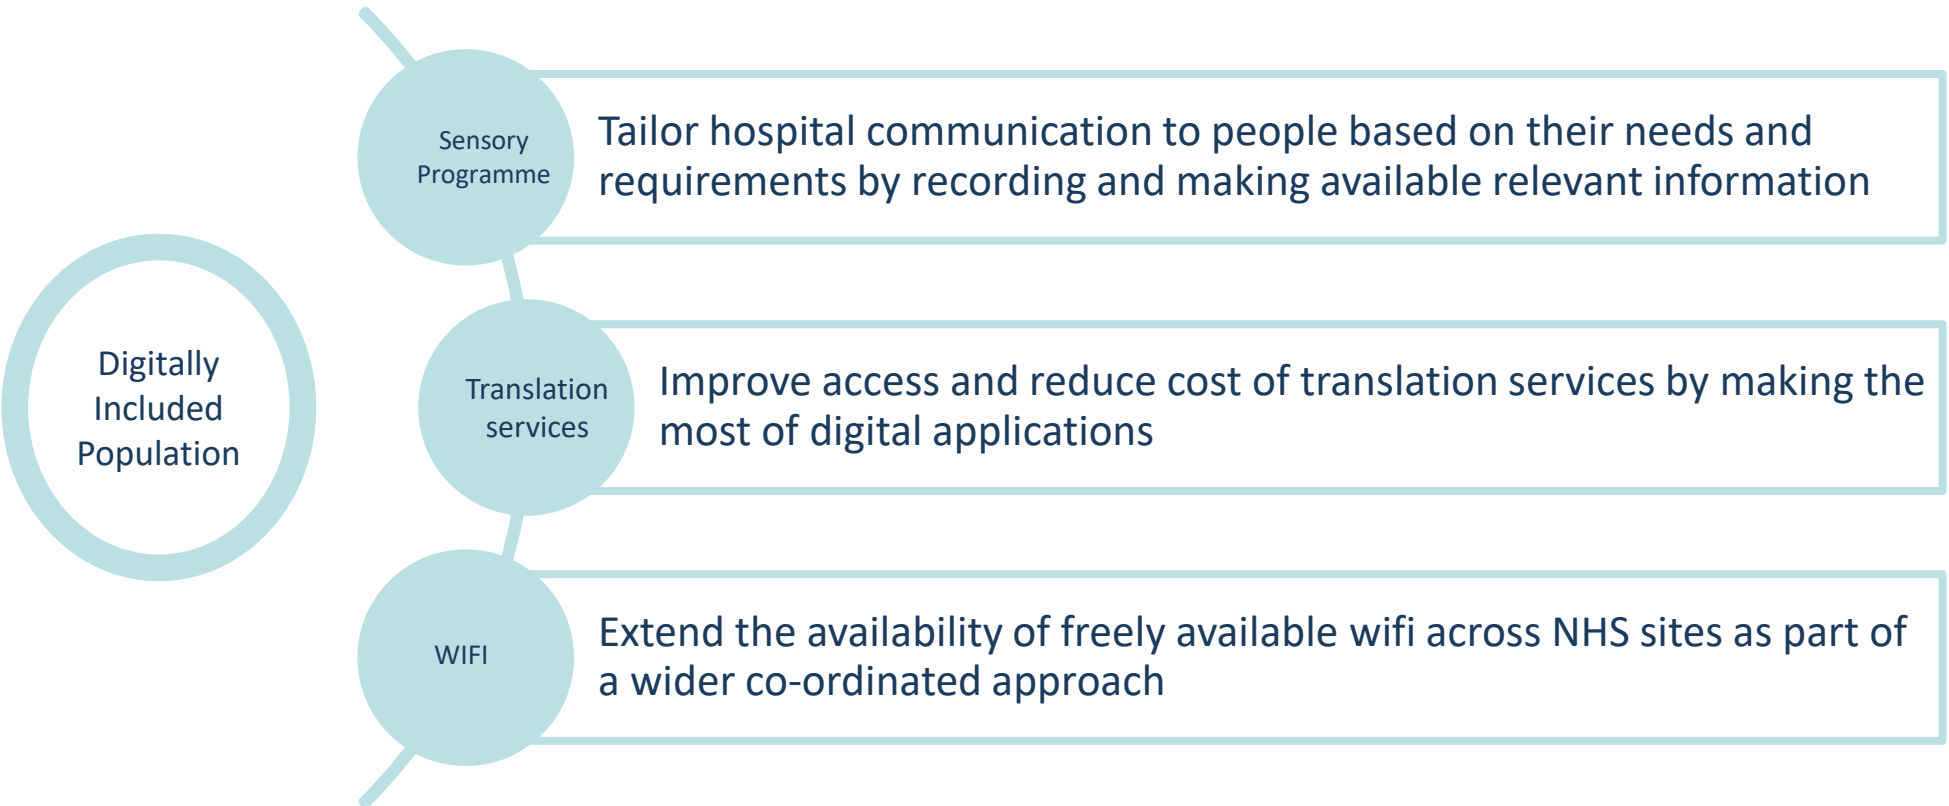 Digitally
Included
Population
Sensory
Programme
Tailor hospital communication to people based on their needs and
requirements by recording and making available relevant information
Translation
services
Improve access and reduce cost of translation services by making the
most of digital applications
WIFI
Extend the availability of freely available wifi across NHS sites as part of
a wider co-ordinated approach